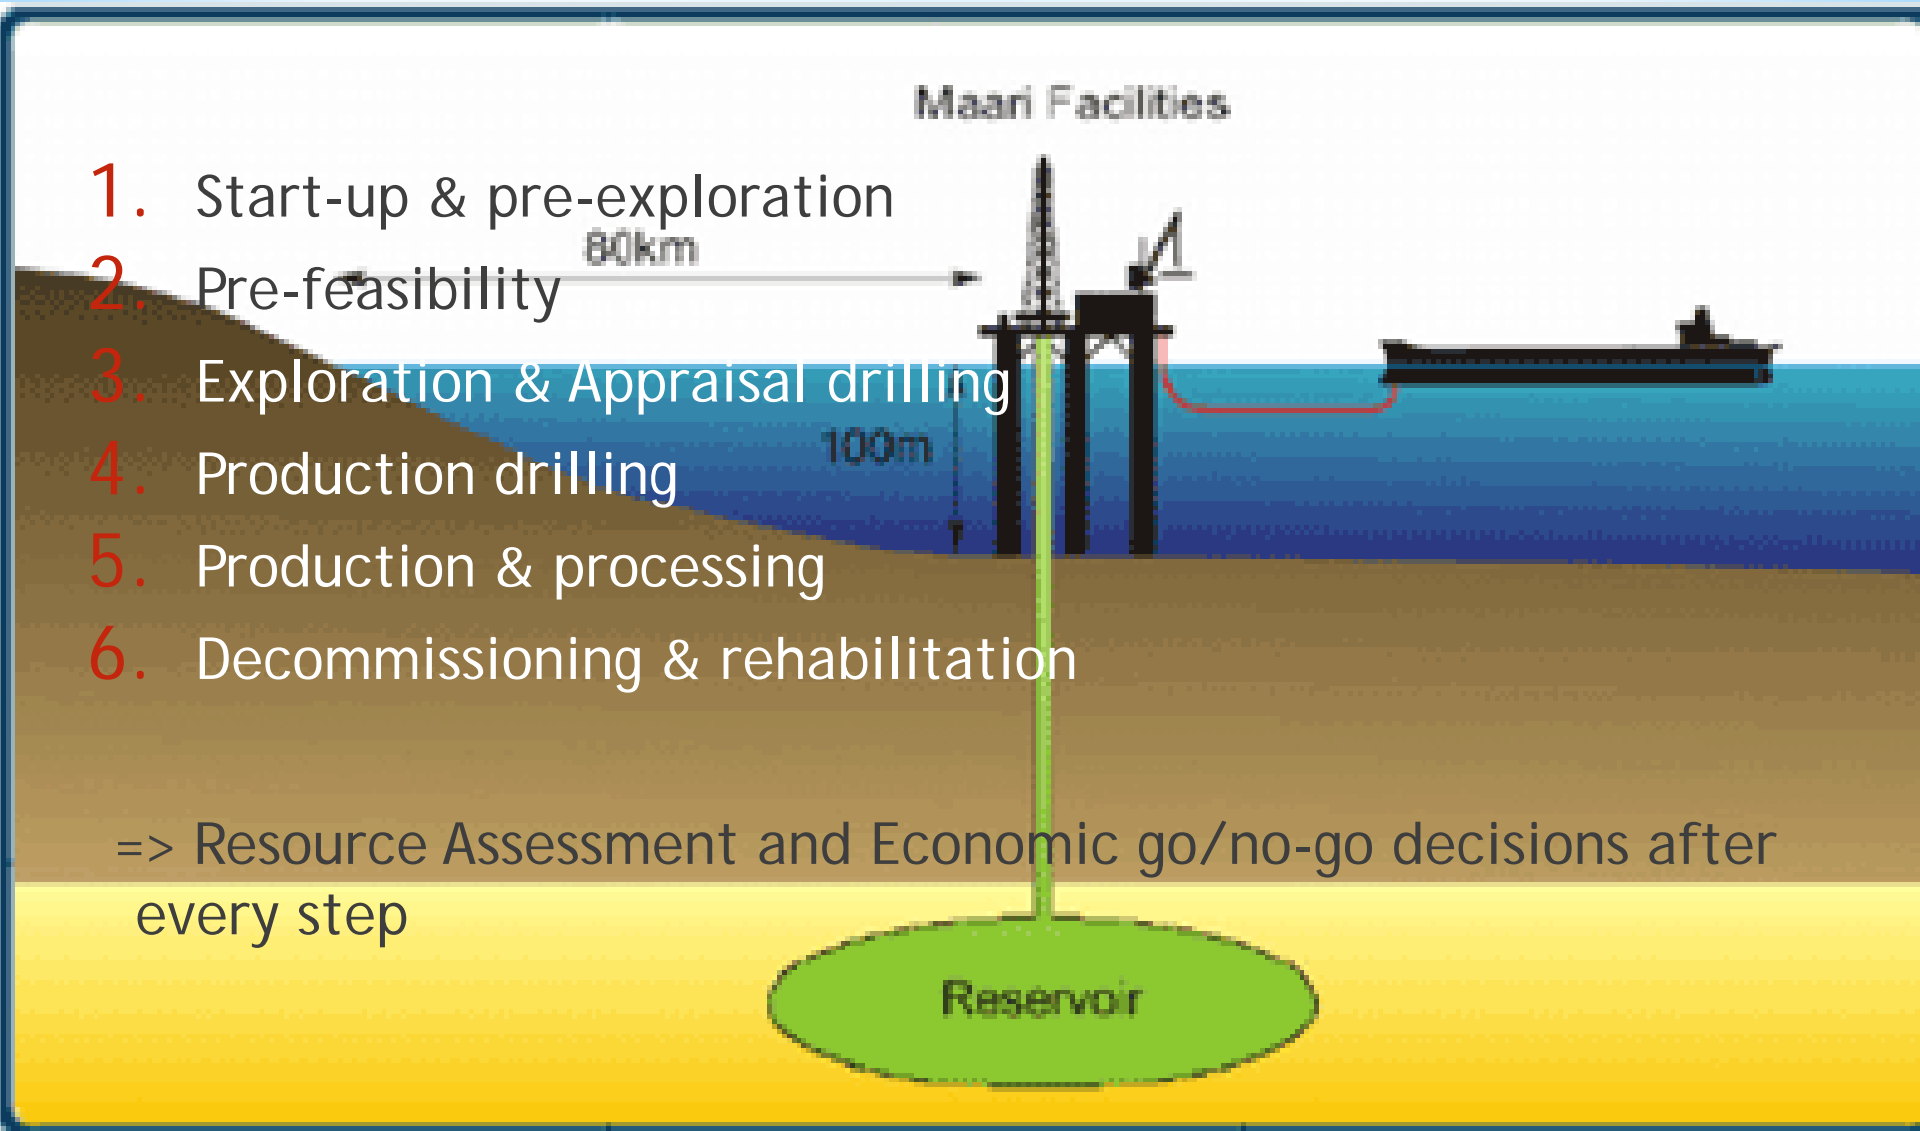 Maari Facilities
1. Start-up & pre-exploration
80km
2. Pre-feasibility
3. Exploration & Appraisal drilling
100m
4. Production drilling
5. Production & processing
6. Decommissioning & rehabilitation
=> Resource Assessment and Economic go/no-go decisions after
every step
Reservoir